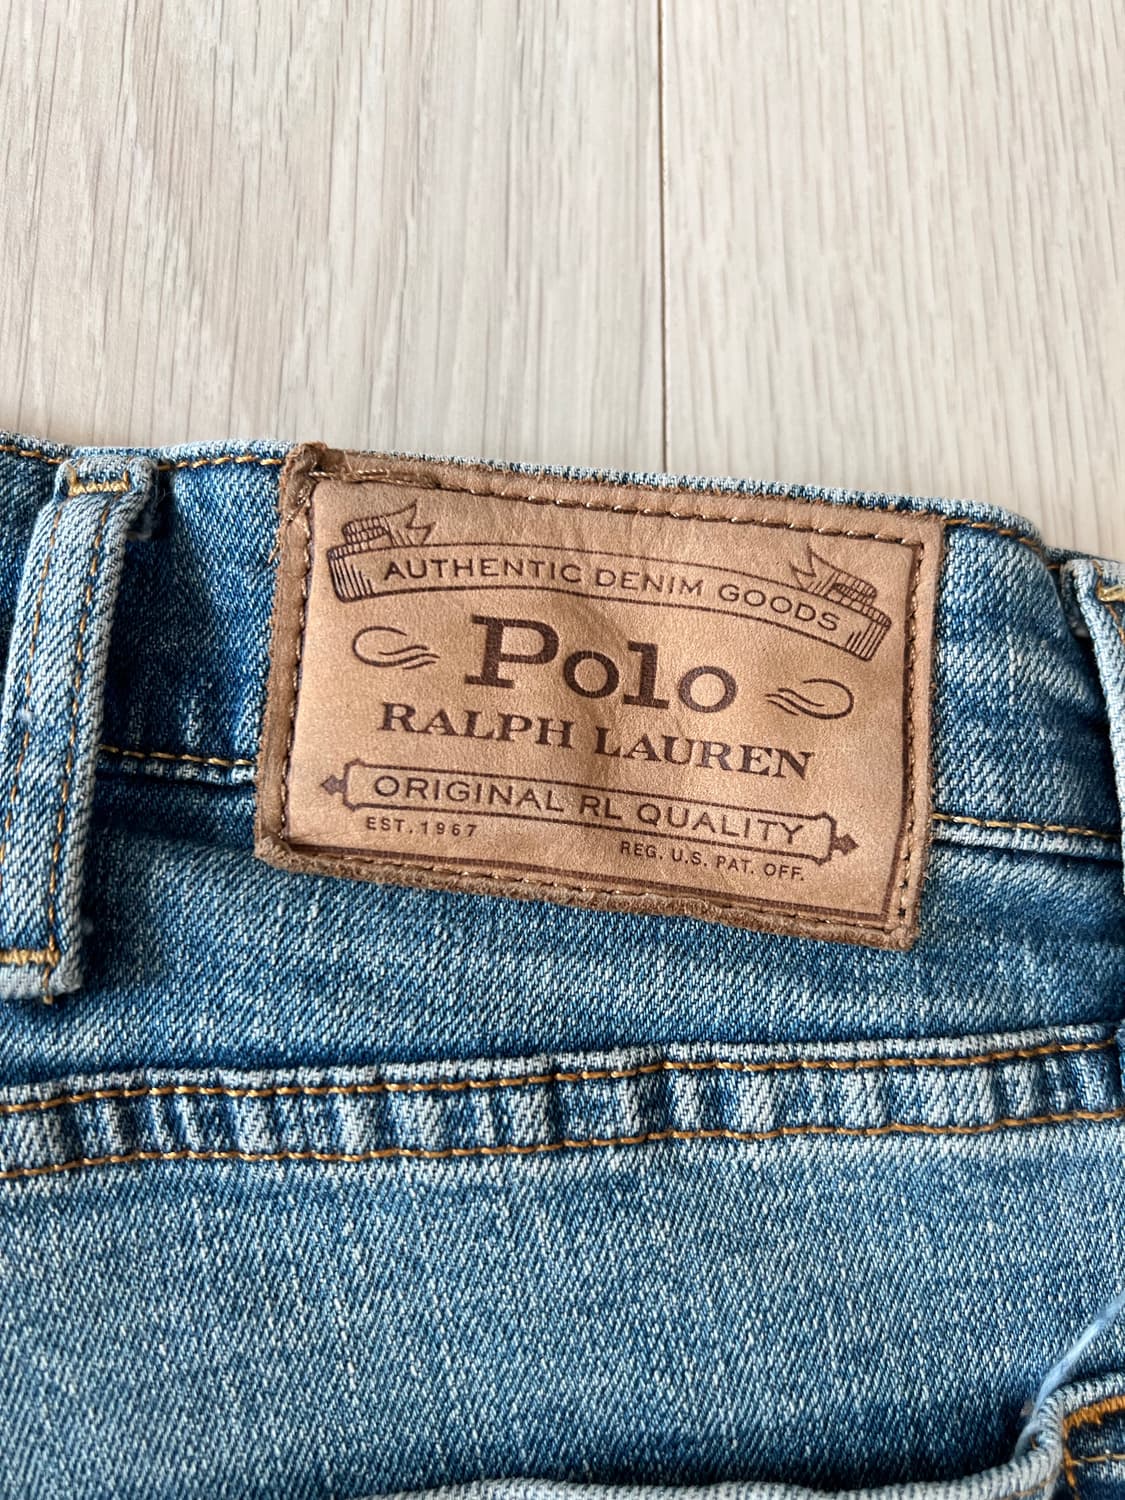 AUTHENTIC DENIM GOODS
Polo
RALPH LAUREN
ORIGINAL RL QUALITY
EST. 1967
REG. U.S. PAT. OFF.